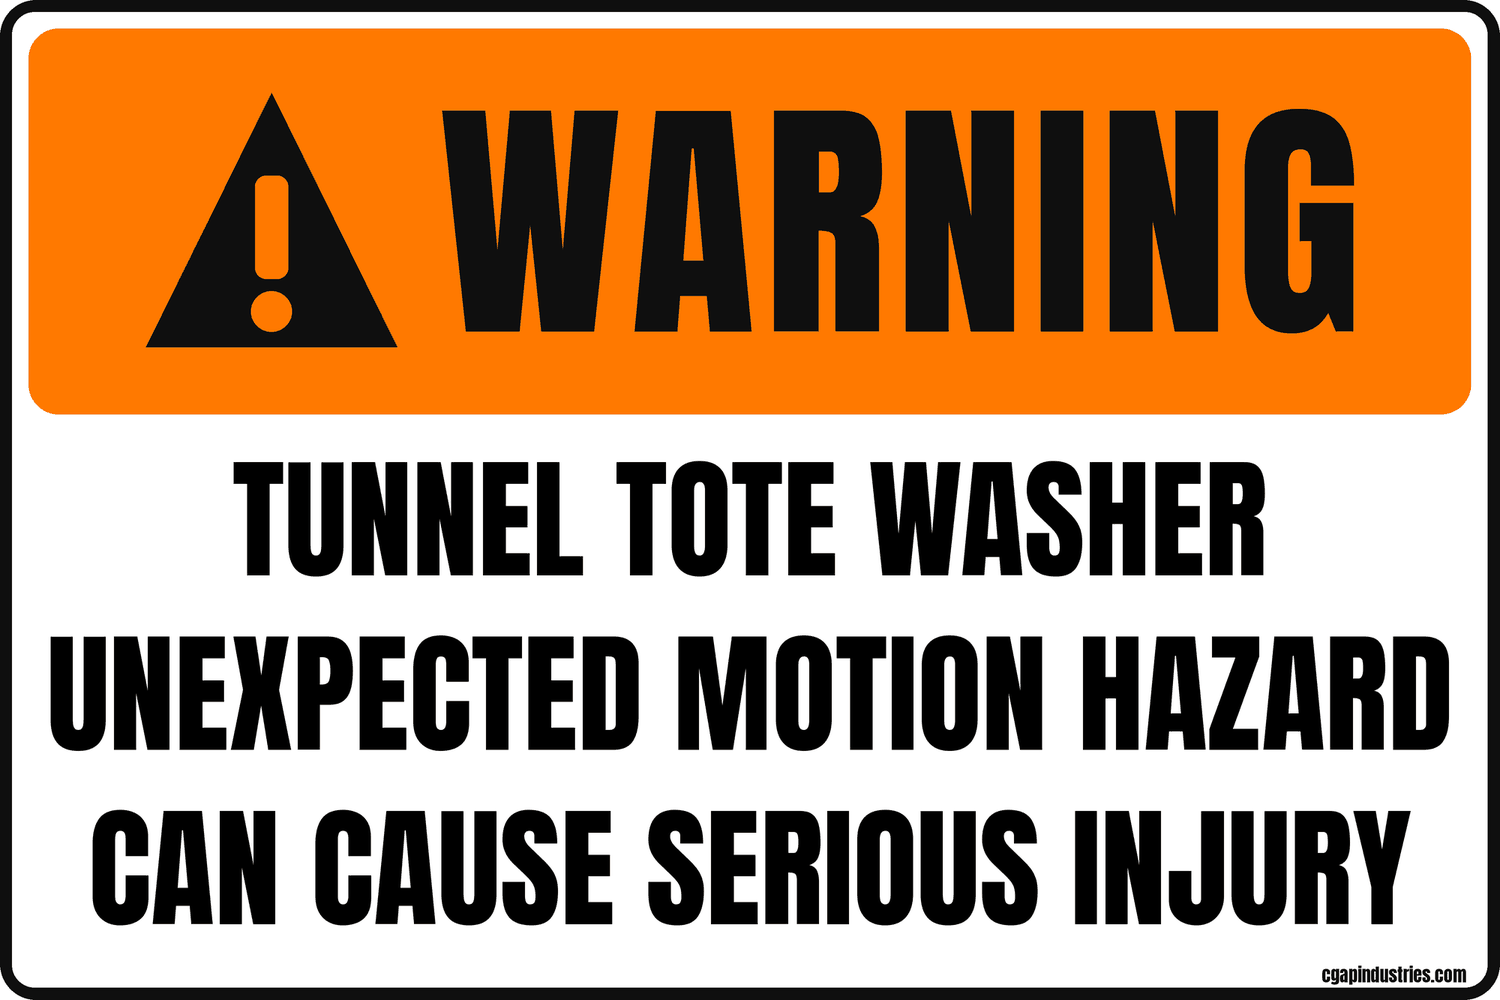 WARNING
TUNNEL TOTE WASHER
UNEXPECTED MOTION HAZARD
CAN CAUSE SERIOUS INJURY
cgapindustries.com